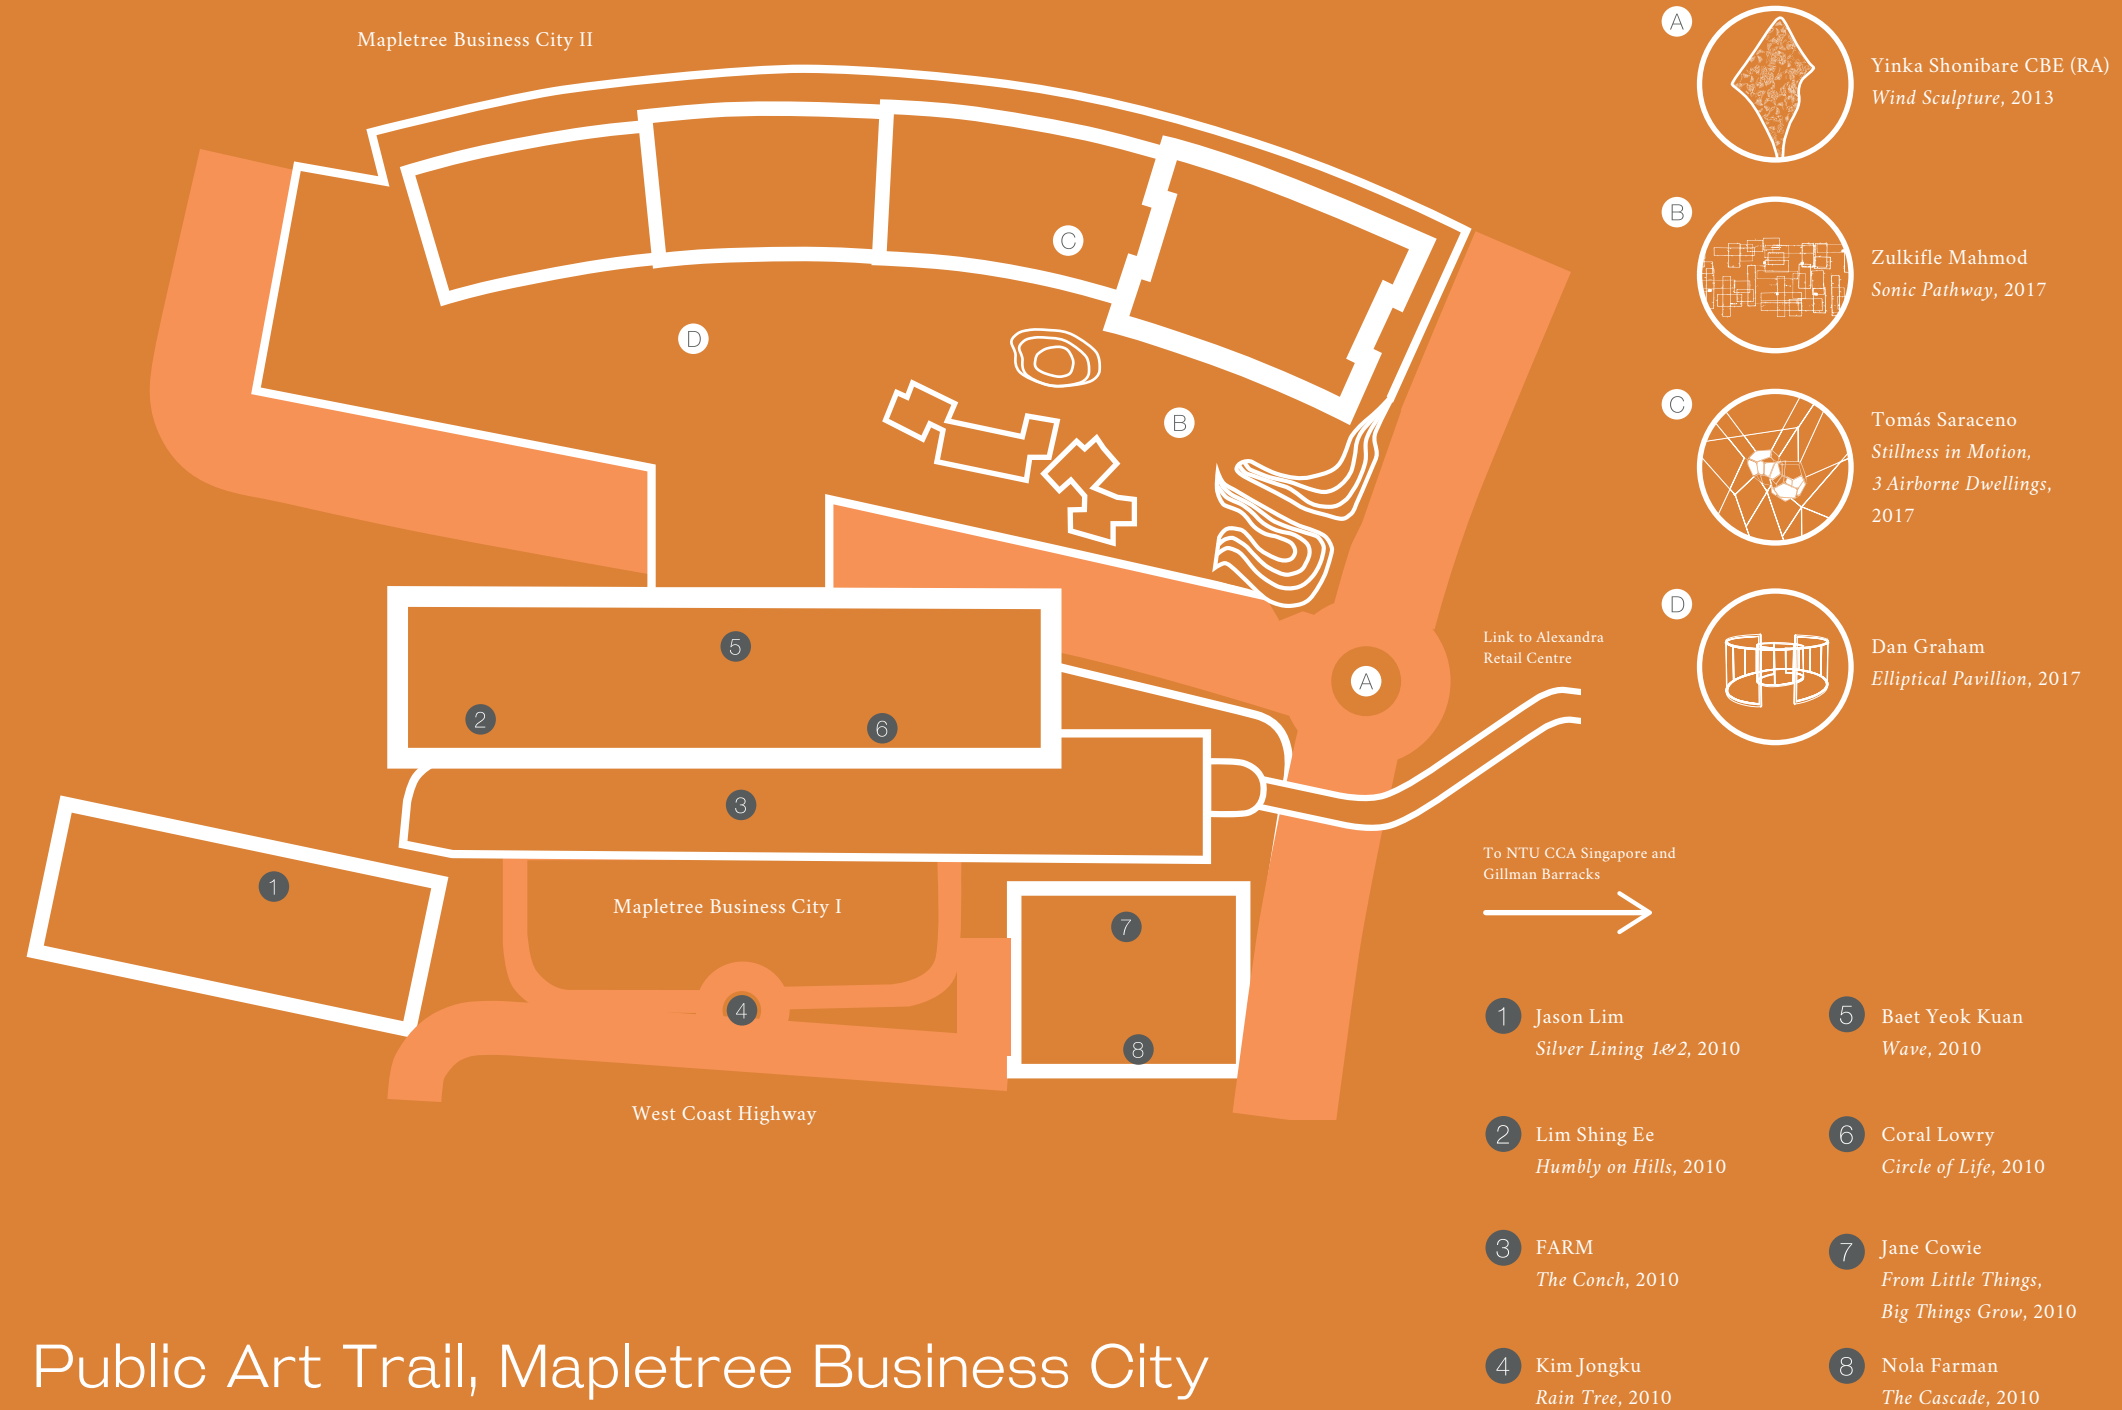 Mapletree Business City II
C
D
B
5
A
2
6
3
1
7
4
8
Mapletree Business City I
West Coast Highway
Link to Alexandra
Retail Centre
To NTU CCA Singapore and
Gillman Barracks
A
Yinka Shonibare CBE (RA)
Wind Sculpture, 2013
B
Zulkifle Mahmod
Sonic Pathway, 2017
C
Tomás Saraceno
Stillness in Motion,
3 Airborne Dwellings,
2017
D
Dan Graham
Elliptical Pavillion, 2017
1
Jason Lim
Silver Lining 1&2, 2010
2
Lim Shing Ee
Humbly on Hills, 2010
3
FARM
The Conch, 2010
4
Kim Jongku
Rain Tree, 2010
5
Baet Yeok Kuan
Wave, 2010
6
Coral Lowry
Circle of Life, 2010
7
Jane Cowie
From Little Things,
Big Things Grow, 2010
8
Nola Farman
The Cascade, 2010
Public Art Trail, Mapletree Business City